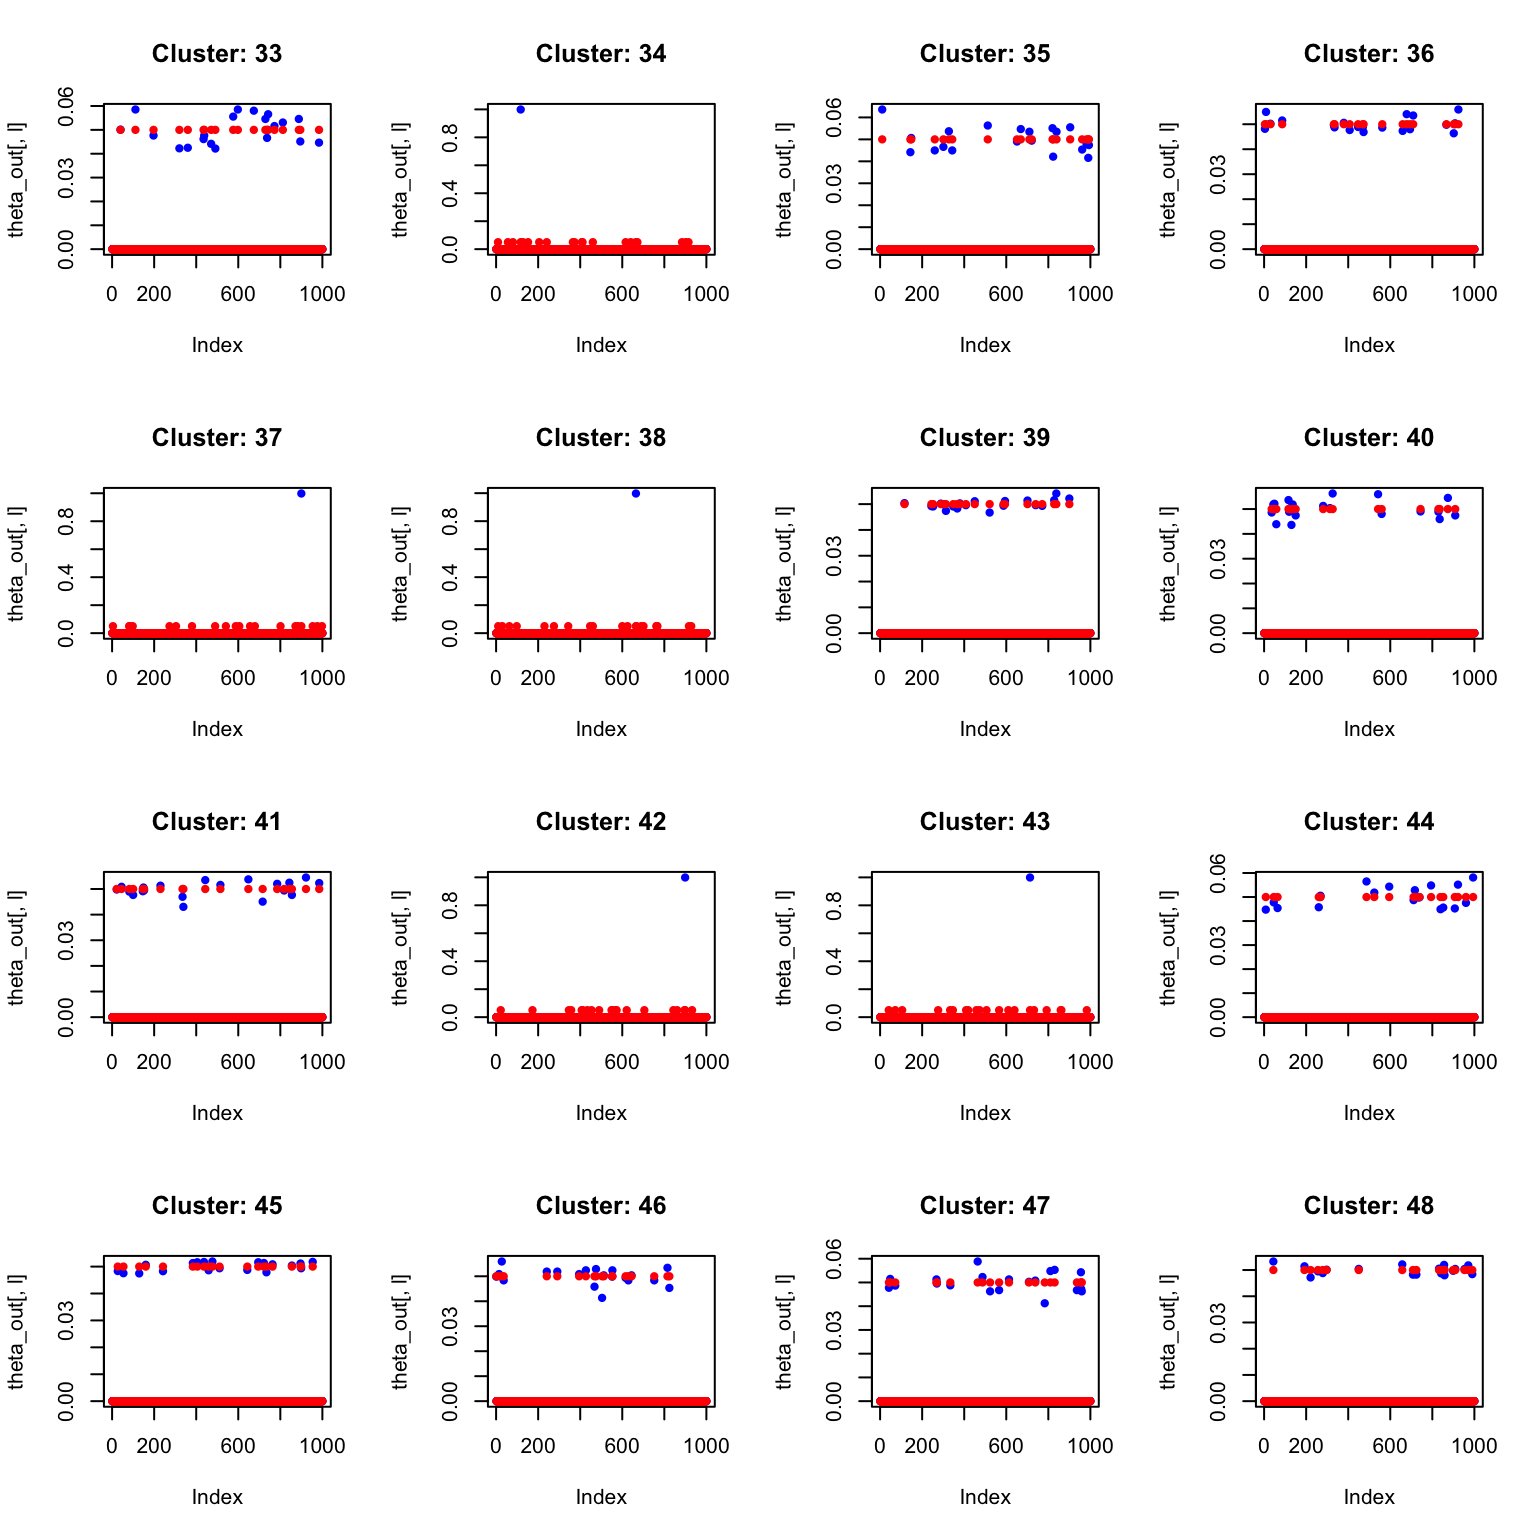 Cluster: 33
theta_out[, l]
0.00 0.03 0.06
0 200 600 1000
Index
Cluster: 34
theta_out[, l]
0.0 0.4 0.8
0 200 600 1000
Index
Cluster: 35
theta_out[, l]
0.00 0.03 0.06
0 200 600 1000
Index
Cluster: 36
theta_out[, l]
0.00 0.03
0 200 600 1000
Index
Cluster: 37
theta_out[, l]
0.0 0.4 0.8
0 200 600 1000
Index
Cluster: 38
theta_out[, l]
0.0 0.4 0.8
0 200 600 1000
Index
Cluster: 39
theta_out[, l]
0.00 0.03
0 200 600 1000
Index
Cluster: 40
theta_out[, l]
0.00 0.03
0 200 600 1000
Index
Cluster: 41
theta_out[, l]
0.00 0.03
0 200 600 1000
Index
Cluster: 42
theta_out[, l]
0.0 0.4 0.8
0 200 600 1000
Index
Cluster: 43
theta_out[, l]
0.0 0.4 0.8
0 200 600 1000
Index
Cluster: 44
theta_out[, l]
0.00 0.03 0.06
0 200 600 1000
Index
Cluster: 45
theta_out[, l]
0.00 0.03
0 200 600 1000
Index
Cluster: 46
theta_out[, l]
0.00 0.03
0 200 600 1000
Index
Cluster: 47
theta_out[, l]
0.00 0.03 0.06
0 200 600 1000
Index
Cluster: 48
theta_out[, l]
0.00 0.03
0 200 600 1000
Index